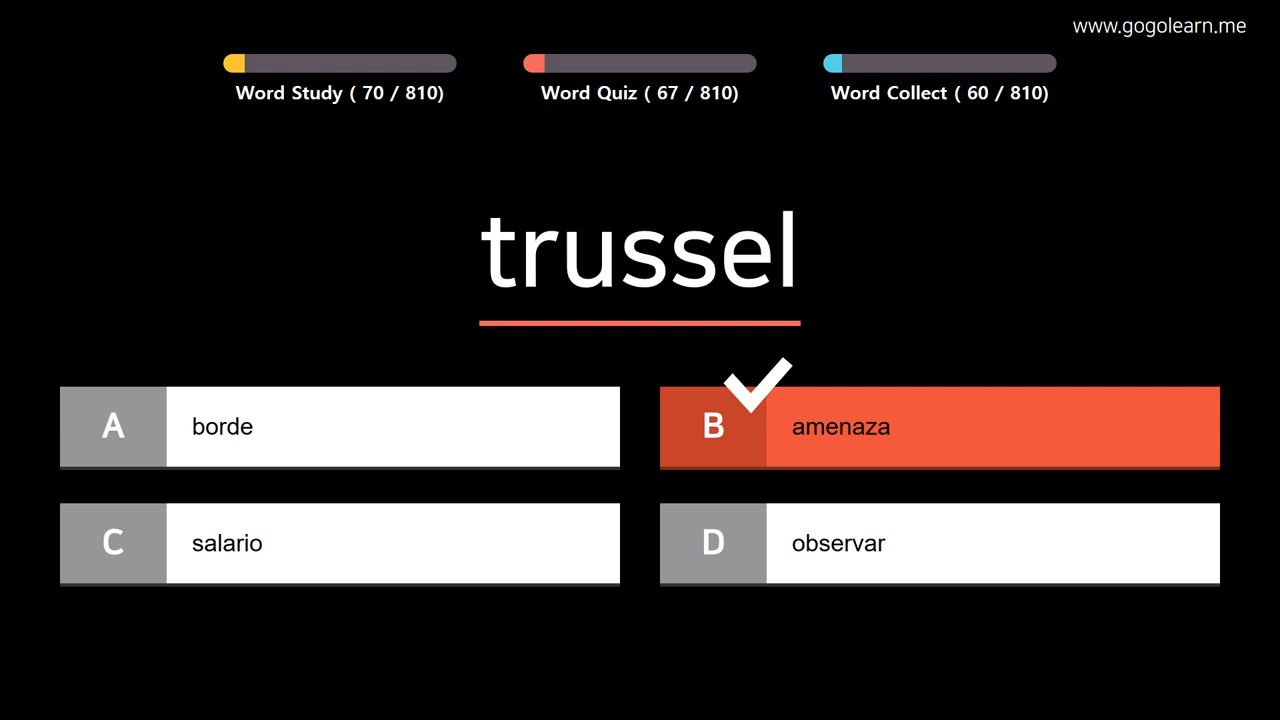 www.gogolearn.me
Word Study ( 70 / 810)
Word Quiz ( 67 / 810)
Word Collect ( 60 / 810)
trussel
A borde
B amenaza
C salario
D observar